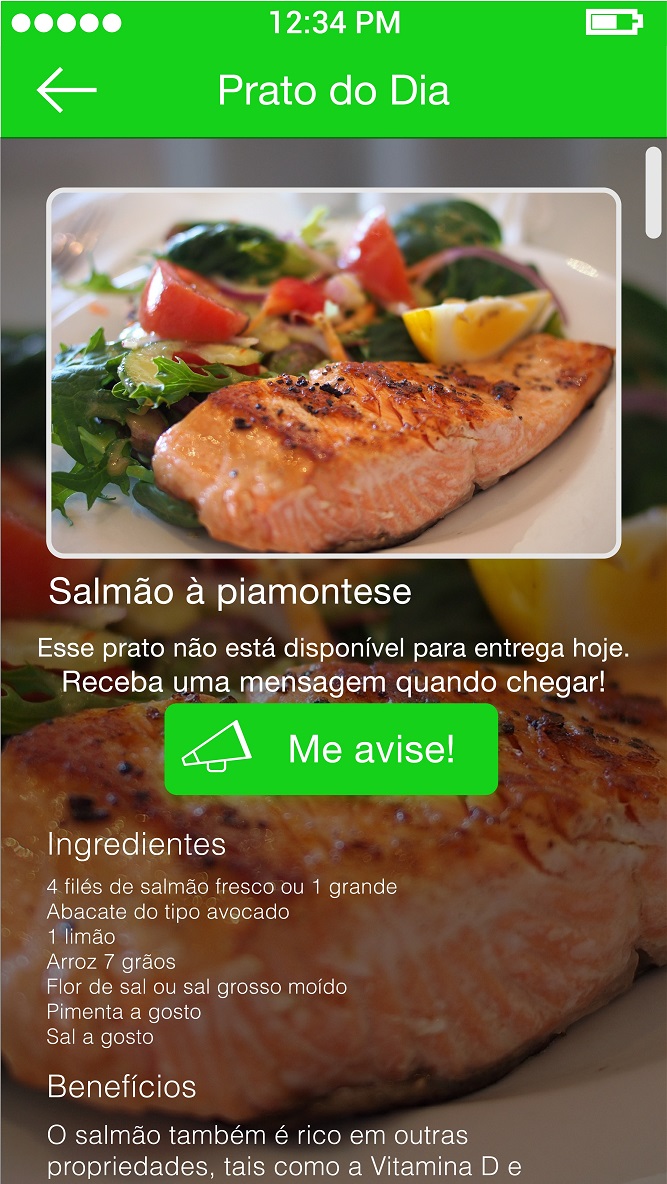 12:34 PM
Prato do Dia
Salmão à piamontese
Esse prato não está disponível para entrega hoje.
Receba uma mensagem quando chegar!
Me avise!
Ingredientes
4 filés de salmão fresco ou 1 grande
Abacate do tipo avocado
1 limão
Arroz 7 grãos
Flor de sal ou sal grosso moído
Pimenta a gosto
Sal a gosto
Benefícios
O salmão também é rico em outras
propriedades, tais como a Vitamina D e